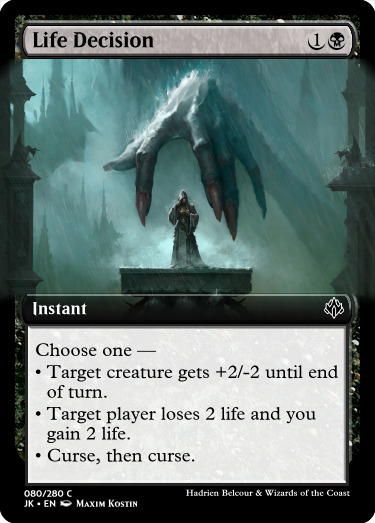 Life Decision 1
Instant
Choose one —
• Target creature gets +2/-2 until end
of turn.
• Target player loses 2 life and you
gain 2 life.
• Curse, then curse.
080/280 C
Hadrien Belcour & Wizards of the Coast
JK • EN Maxim Kostin